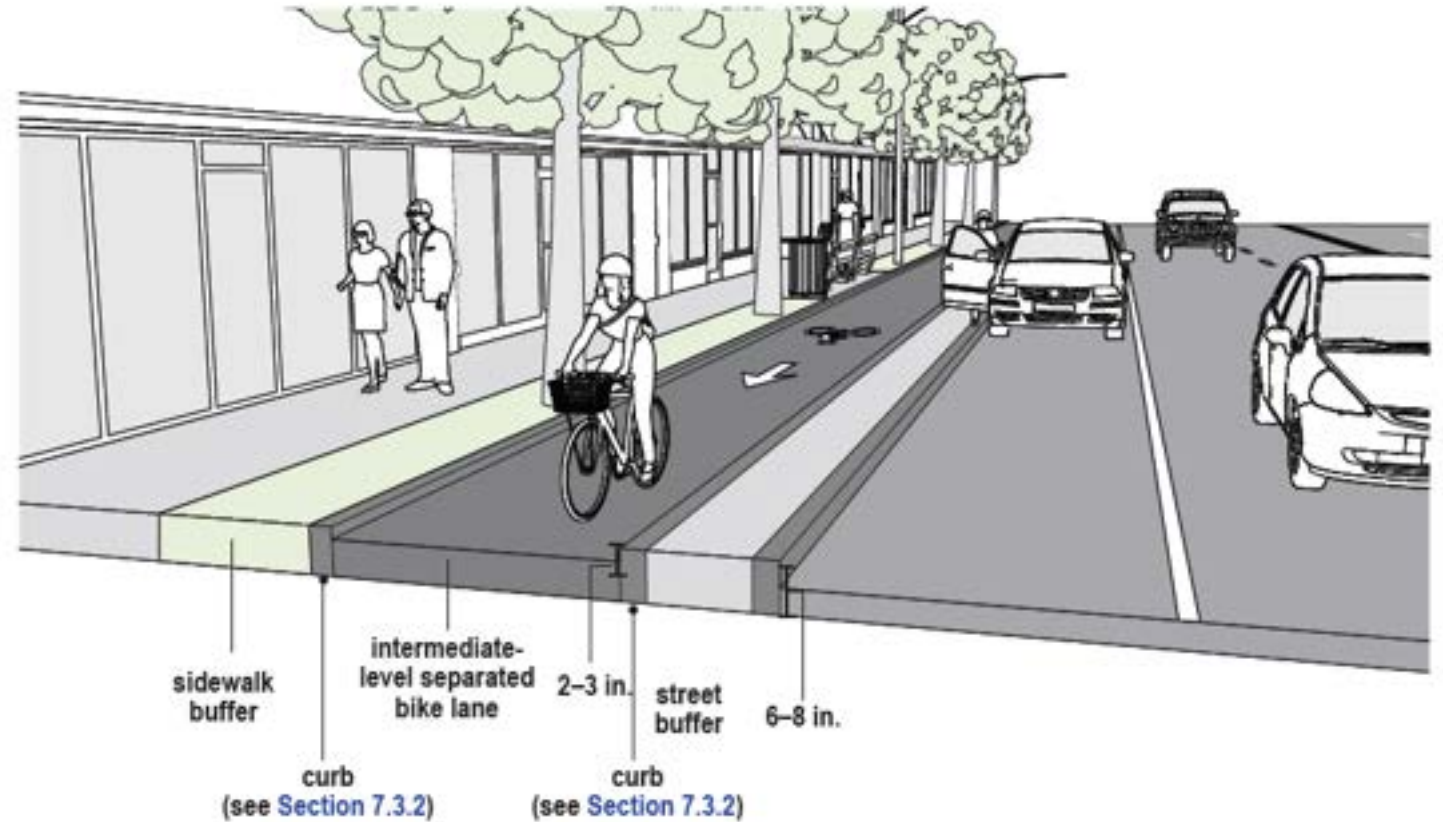 sidewalk
buffer
intermediate-
level separated
bike lane
2–3 in.
street
buffer
6–8 in.
curb
(see Section 7.3.2)
curb
(see Section 7.3.2)